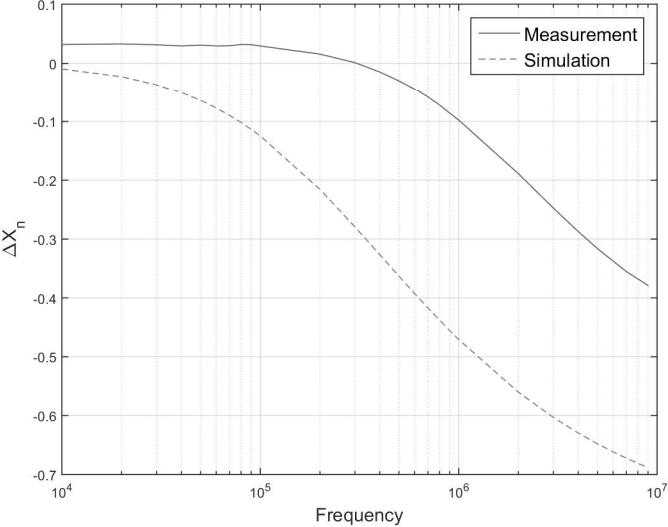 0.1
Measurement
Simulation
0
-0.1
-0.2
-0.3
ΔXn
-0.4
-0.5
-0.6
-0.7
10^4 10^5 10^6 10^7
Frequency